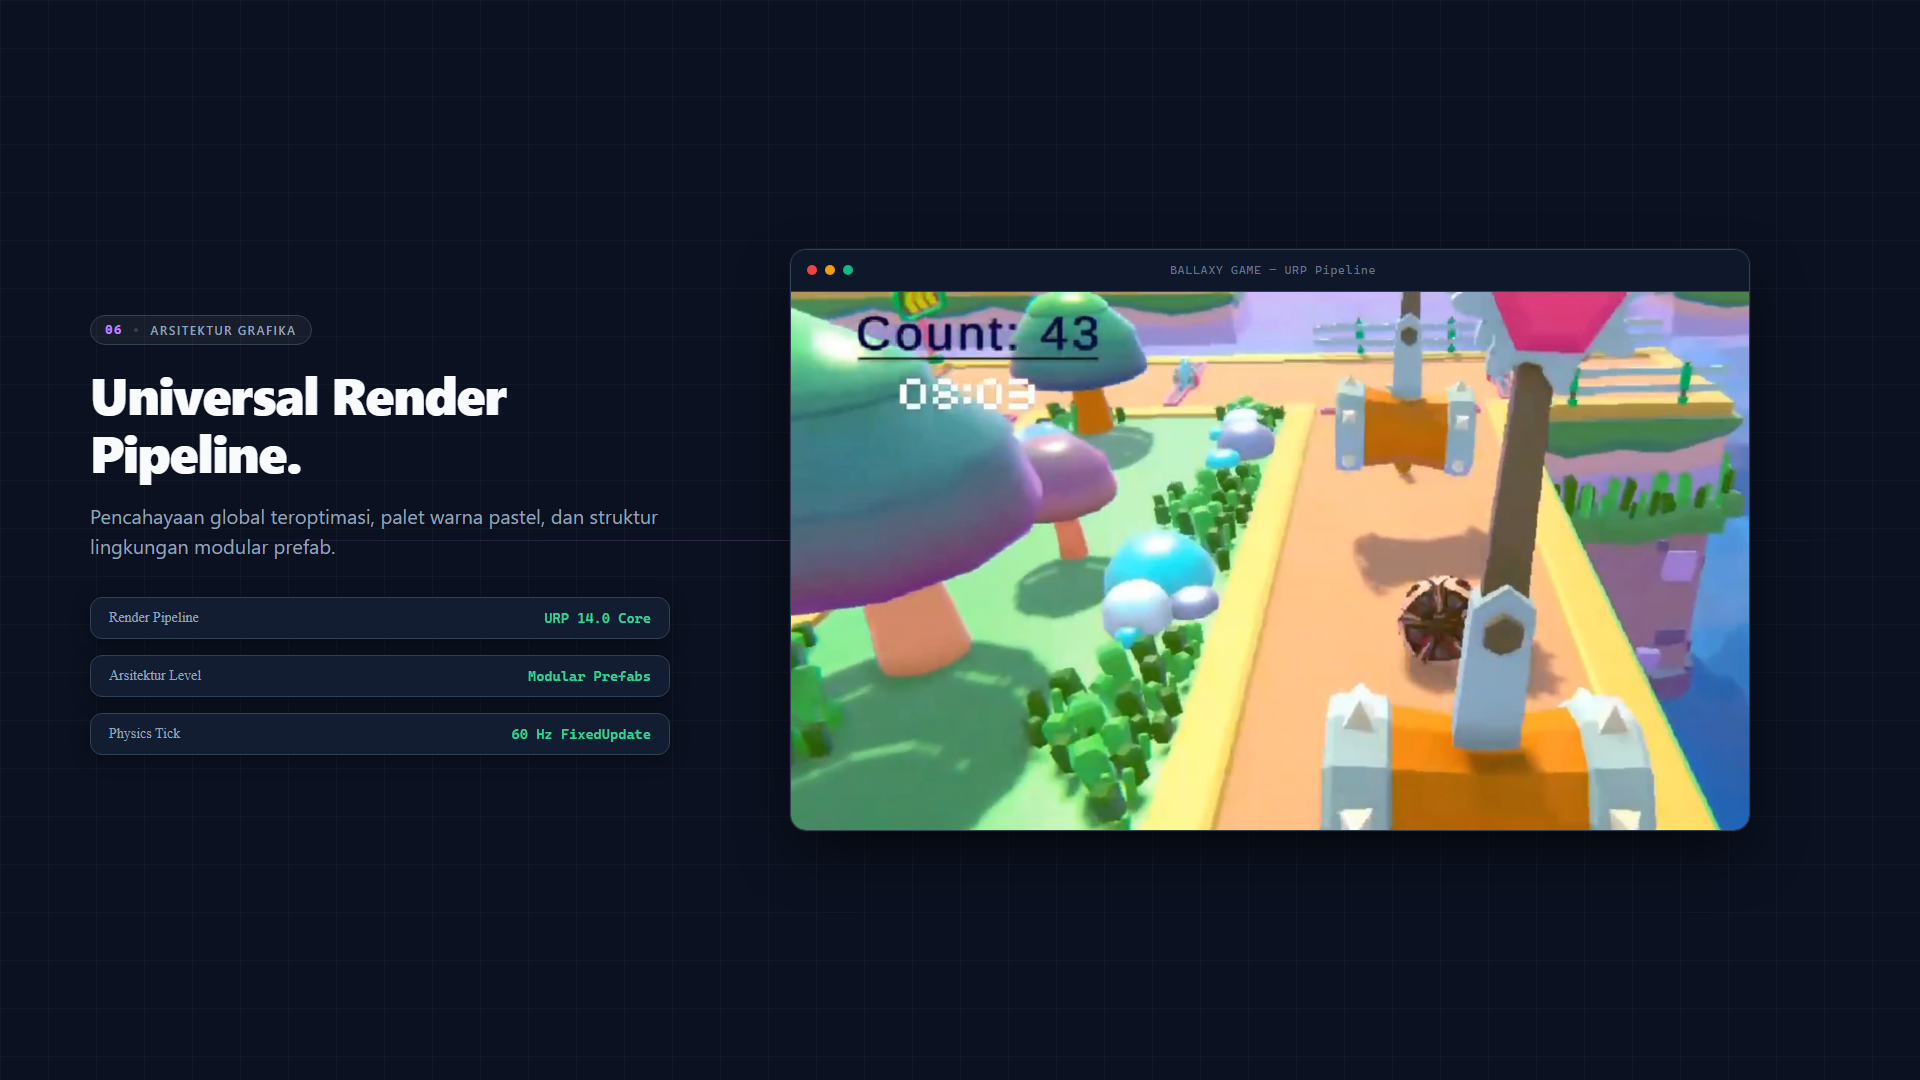 06 • ARSITEKTUR GRAFIKA
Universal Render
Pipeline.
Pencahayaan global teroptimasi, palet warna pastel, dan struktur
lingkungan modular prefab.
Render Pipeline URP 14.0 Core
Arsitektur Level Modular Prefabs
Physics Tick 60 Hz FixedUpdate
BALLAXY GAME — URP Pipeline
Count: 43
08:03